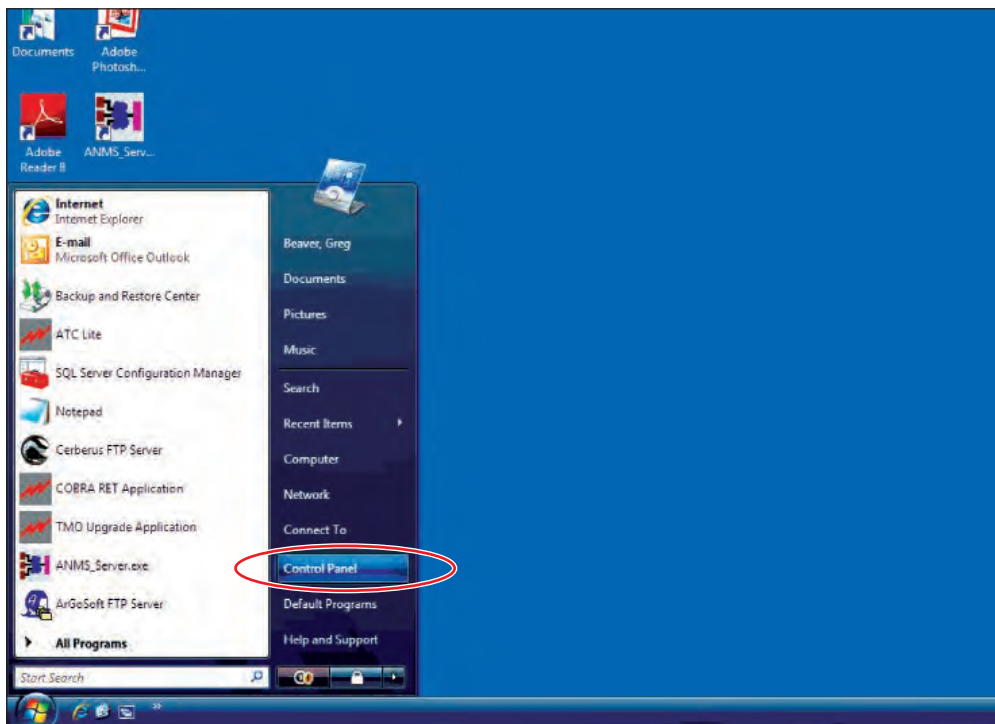 Documents
Adobe
Photosh...
Adobe
Reader 8
ANMS_Serv...
Internet
Internet Explorer
E-mail
Microsoft Office Outlook
Backup and Restore Center
ATC Lite
SQL Server Configuration Manager
Notepad
Cerberus FTP Server
COBRA RET Application
TMO Upgrade Application
ANMS_Server.exe
ArGoSoft FTP Server
All Programs
Start Search
Beaver, Greg
Documents
Pictures
Music
Search
Recent Items
Computer
Network
Connect To
Control Panel
Default Programs
Help and Support